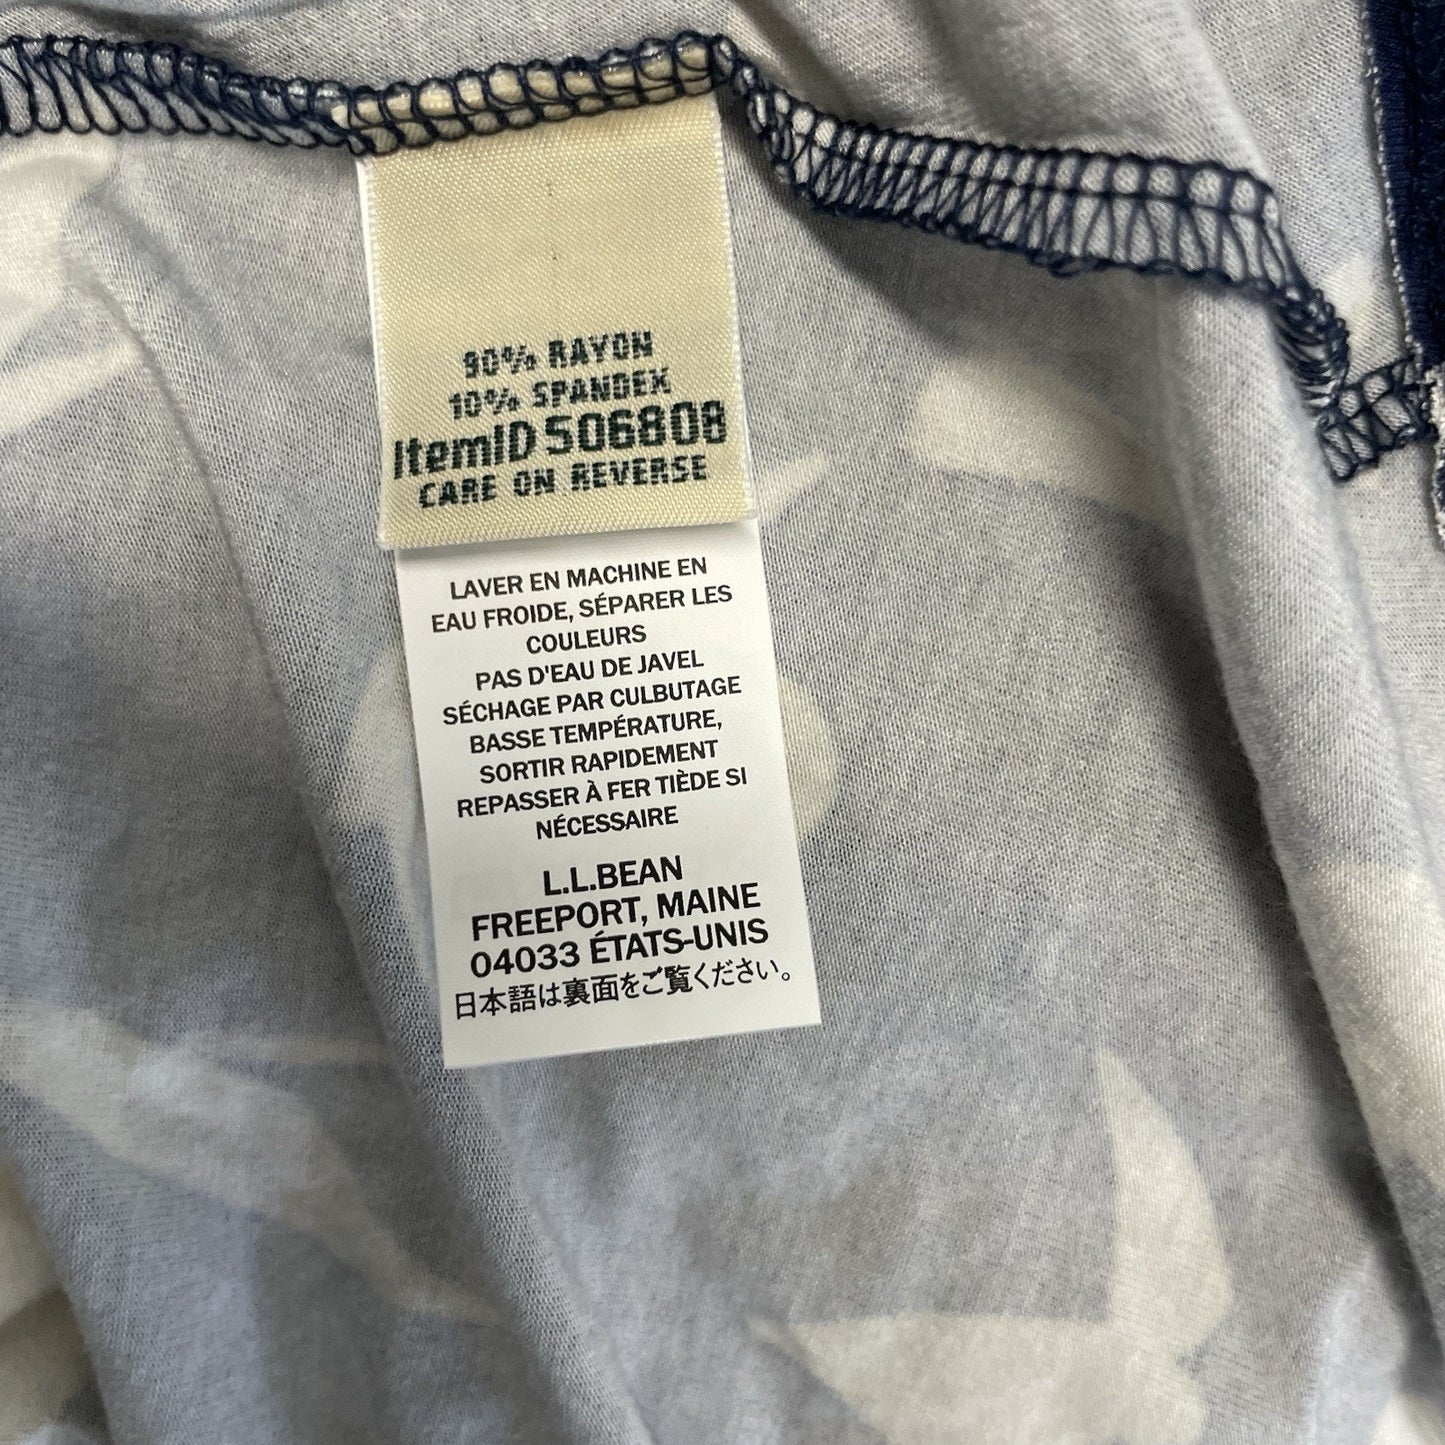 90% RAYON
10% SPANDEX
ItemID 506808
CARE ON REVERSE
LAVER EN MACHINE EN
EAU FROIDE, SÉPARER LES
COULEURS
PAS D'EAU DE JAVEL
SÉCHAGE PAR CULBUTAGE
BASSE TEMPÉRATURE,
SORTIR RAPIDEMENT
REPASSER À FER TIÈDE SI
NÉCESSAIRE
L.L.BEAN
FREEPORT, MAINE
04033 ÉTATS-UNIS
日本語は裏面をご覧ください。